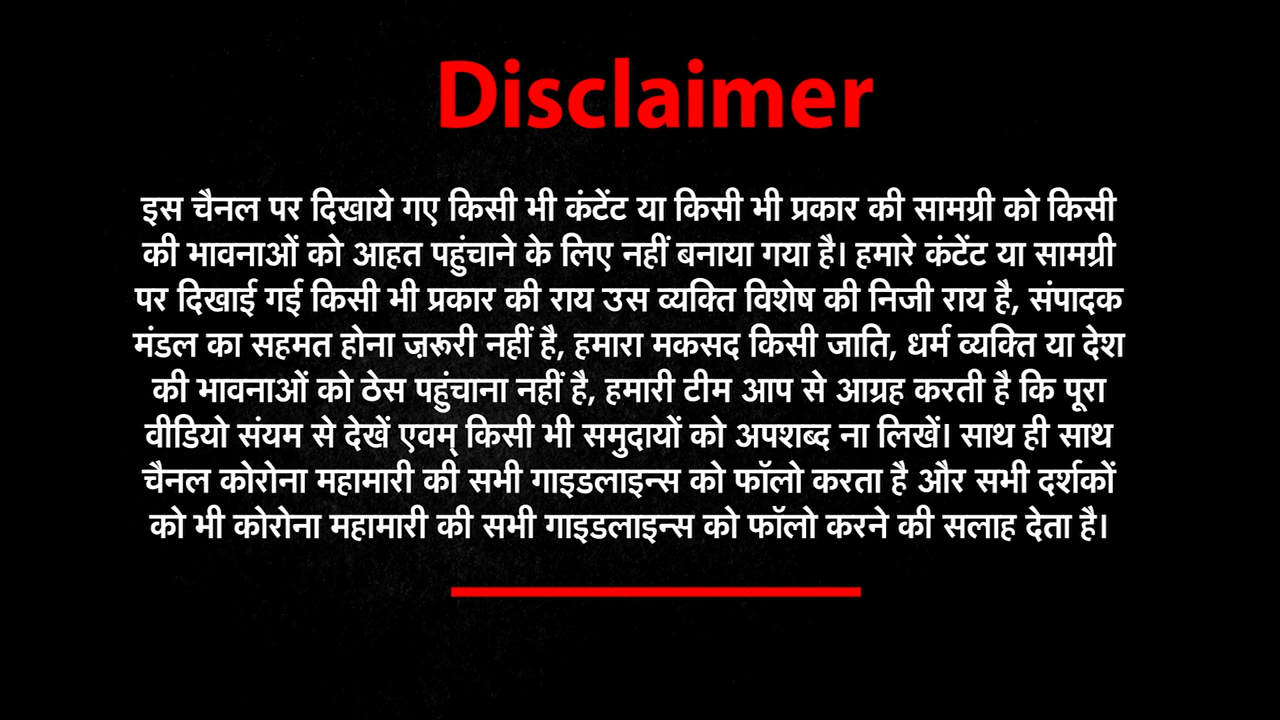 Disclaimer
इस चैनल पर दिखाये गए किसी भी कंटेंट या किसी भी प्रकार की सामग्री को किसी
की भावनाओं को आहत पहुंचाने के लिए नहीं बनाया गया है। हमारे कंटेंट या सामग्री
पर दिखाई गई किसी भी प्रकार की राय उस व्यक्ति विशेष की निजी राय है, संपादक
मंडल का सहमत होना ज़रूरी नहीं है, हमारा मकसद किसी जाति, धर्म व्यक्ति या देश
की भावनाओं को ठेस पहुंचाना नहीं है, हमारी टीम आप से आग्रह करती है कि पूरा
वीडियो संयम से देखें एवम् किसी भी समुदायों को अपशब्द ना लिखें। साथ ही साथ
चैनल कोरोना महामारी की सभी गाइडलाइन्स को फॉलो करता है और सभी दर्शकों
को भी कोरोना महामारी की सभी गाइडलाइन्स को फॉलो करने की सलाह देता है।